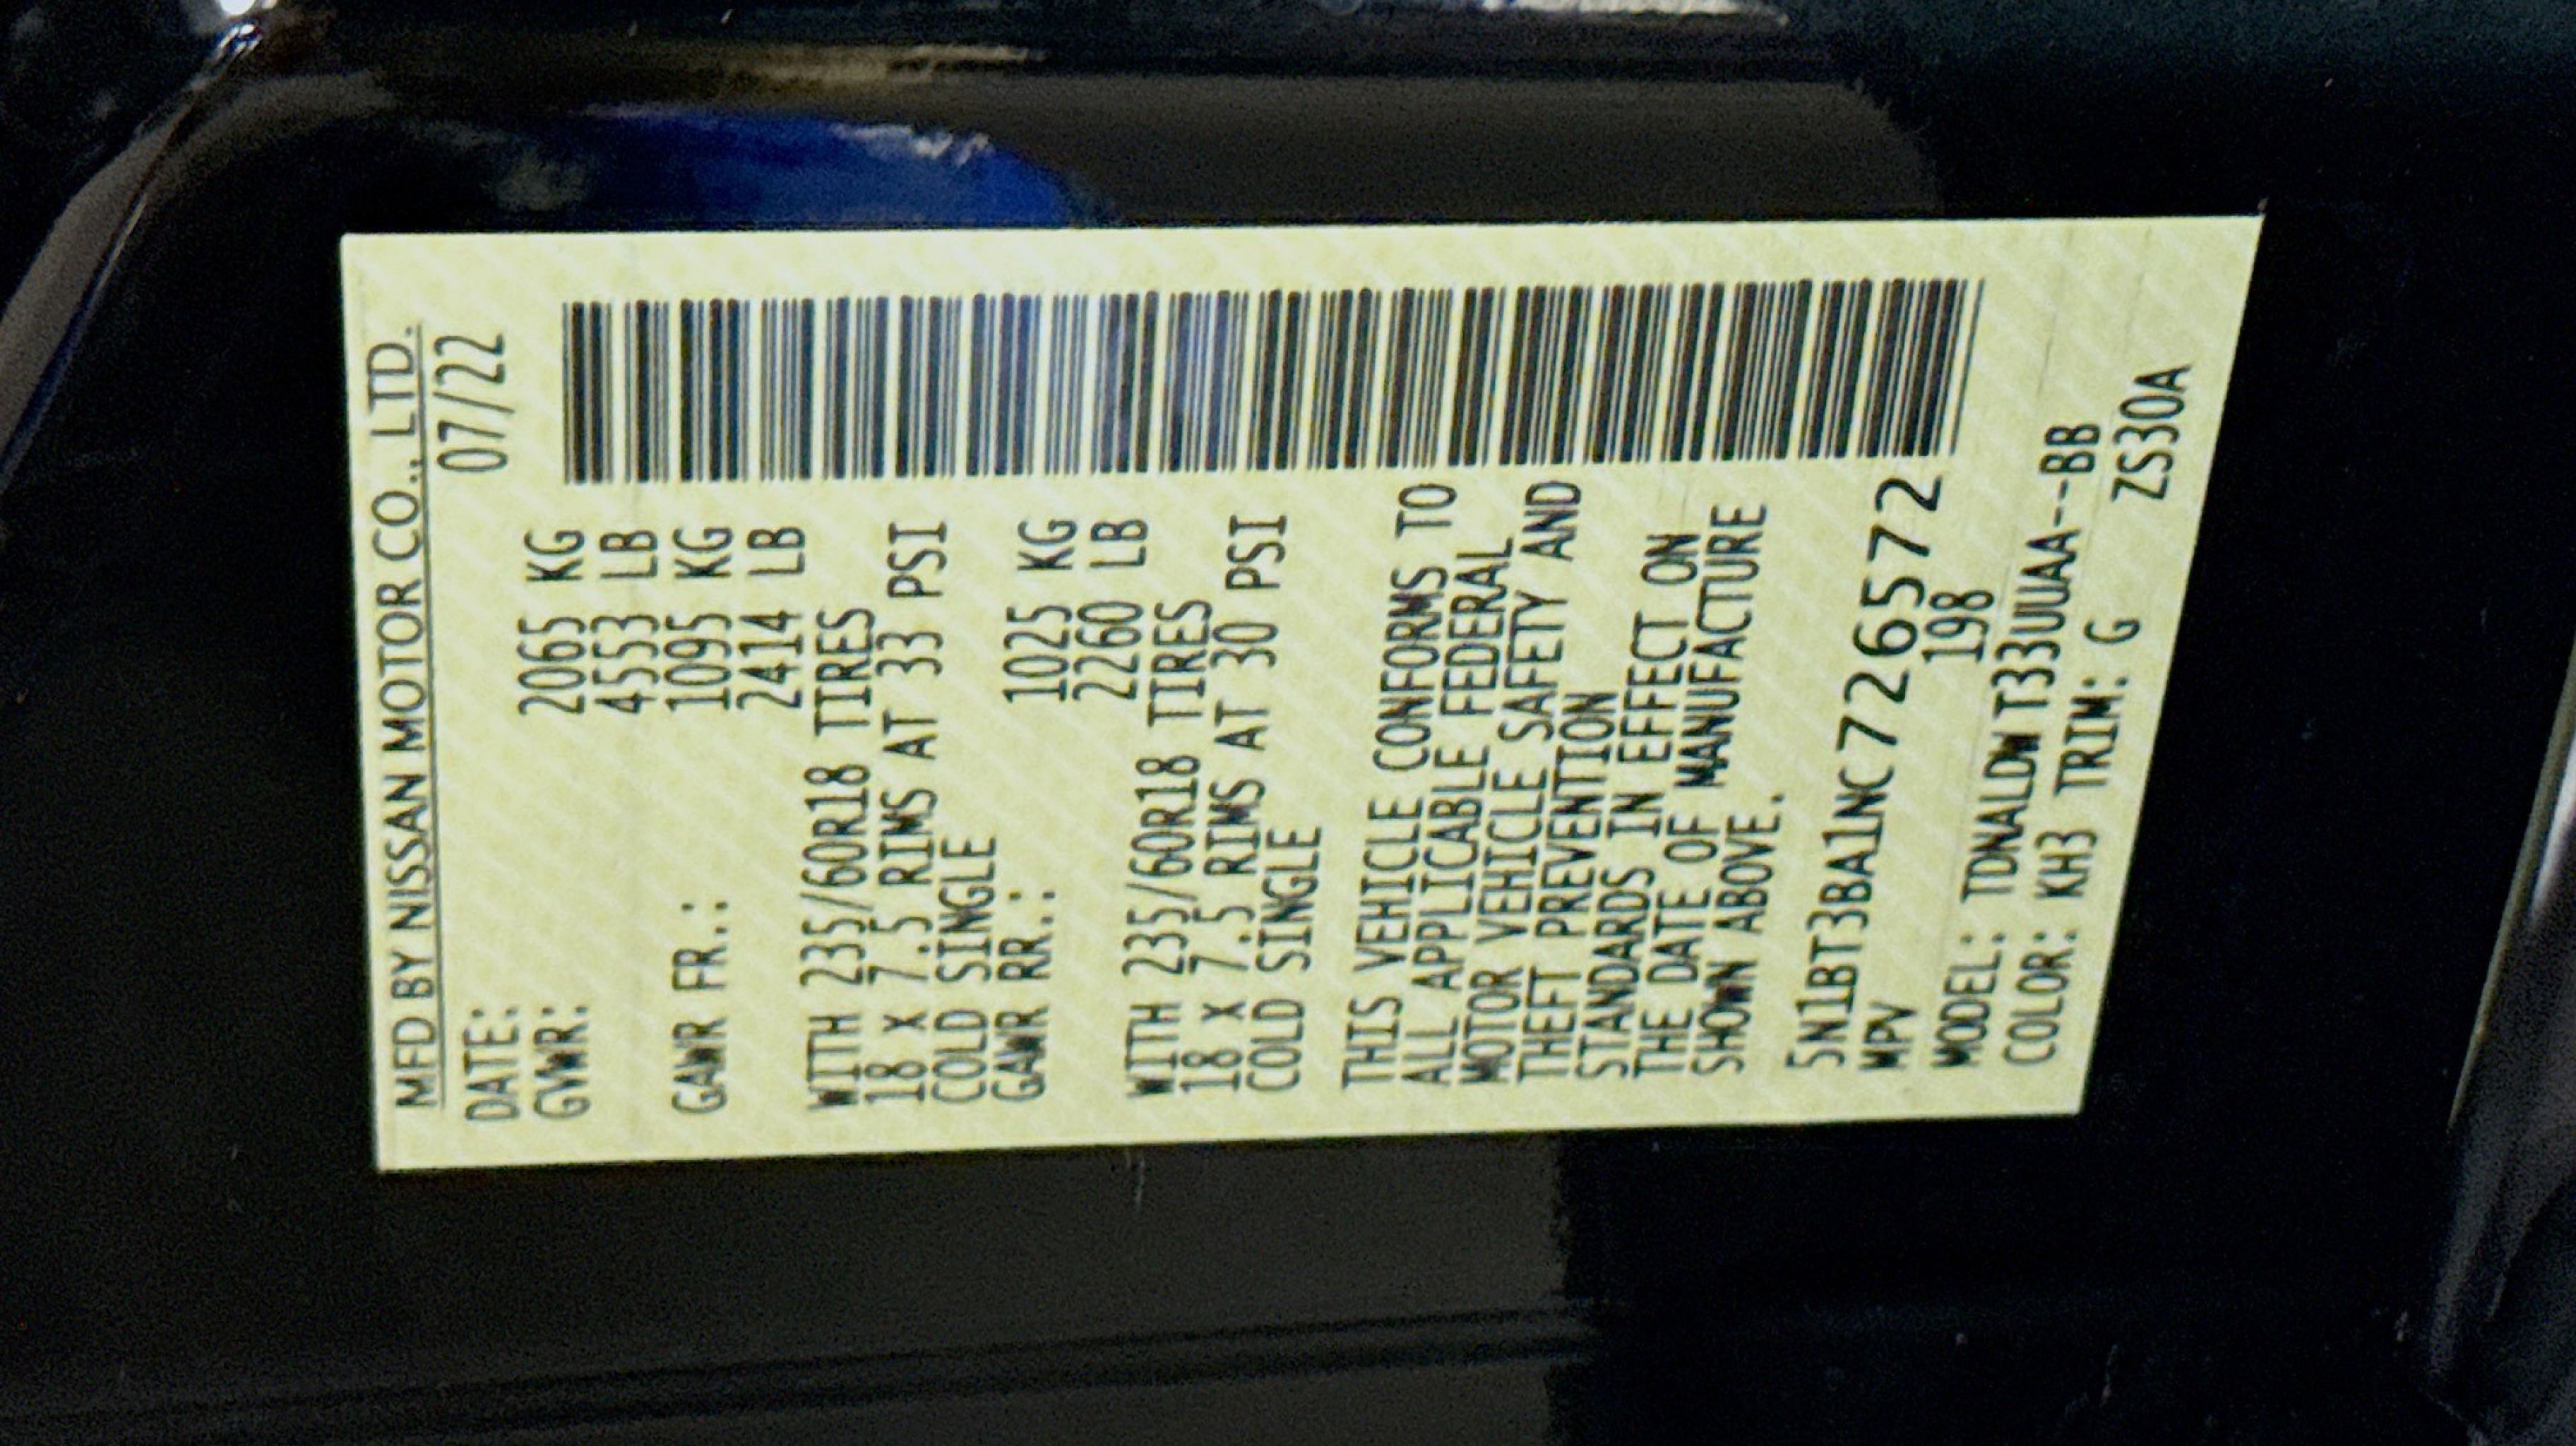 MFD BY NISSAN MOTOR CO., LTD.
DATE: 07/22
GVWR: 2065 KG
4553 LB
GAWR FR.: 1095 KG
2414 LB
WITH 235/60R18 TIRES
18 X 7.5 RIMS AT 33 PSI
COLD SINGLE
GAWR RR.: 1025 KG
2260 LB
WITH 235/60R18 TIRES
18 X 7.5 RIMS AT 30 PSI
COLD SINGLE
THIS VEHICLE CONFORMS TO
ALL APPLICABLE FEDERAL
MOTOR VEHICLE SAFETY AND
THEFT PREVENTION
STANDARDS IN EFFECT ON
THE DATE OF MANUFACTURE
SHOWN ABOVE.
5N1BT3BA1NC726572
MPV 198
MODEL: TDNALDW T33UUAA--BB
COLOR: KH3 TRIM: G ZS30A